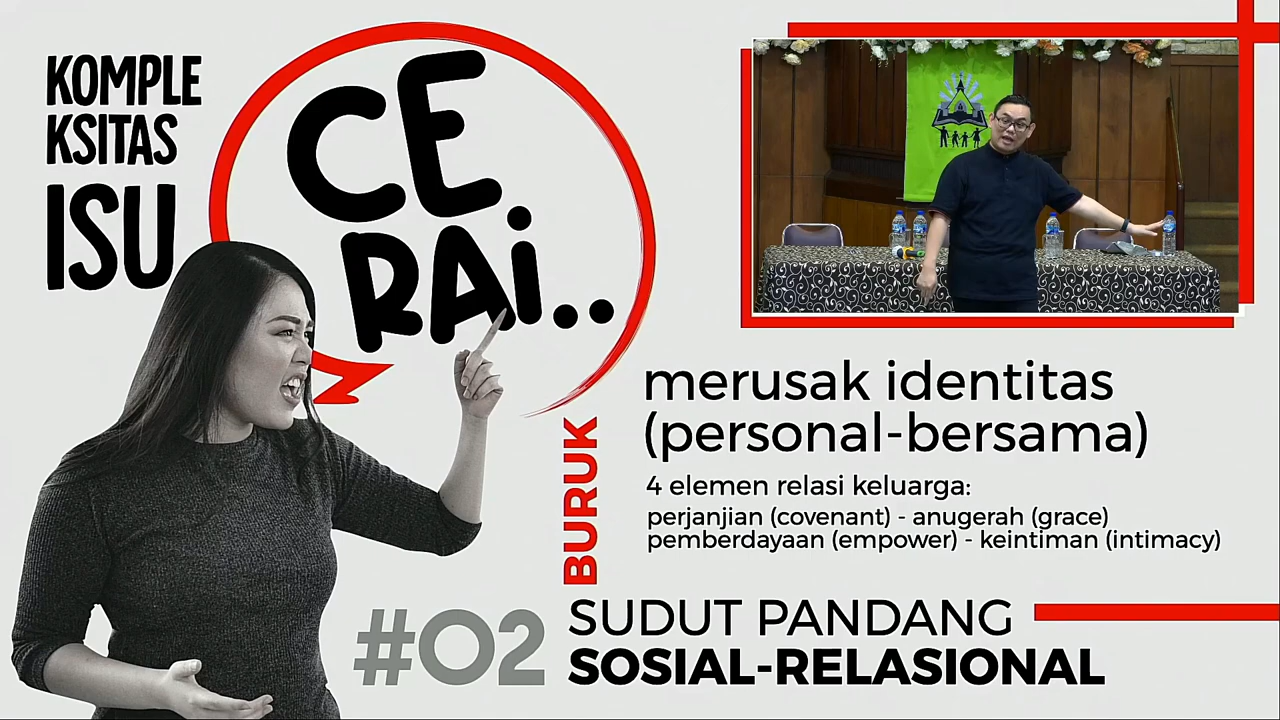 KOMPLE
KSITAS
ISU
CE
RAi..
BURUK
merusak identitas
(personal-bersama)
4 elemen relasi keluarga:
perjanjian (covenant) - anugerah (grace)
pemberdayaan (empower) - keintiman (intimacy)
#02
SUDUT PANDANG
SOSIAL-RELASIONAL